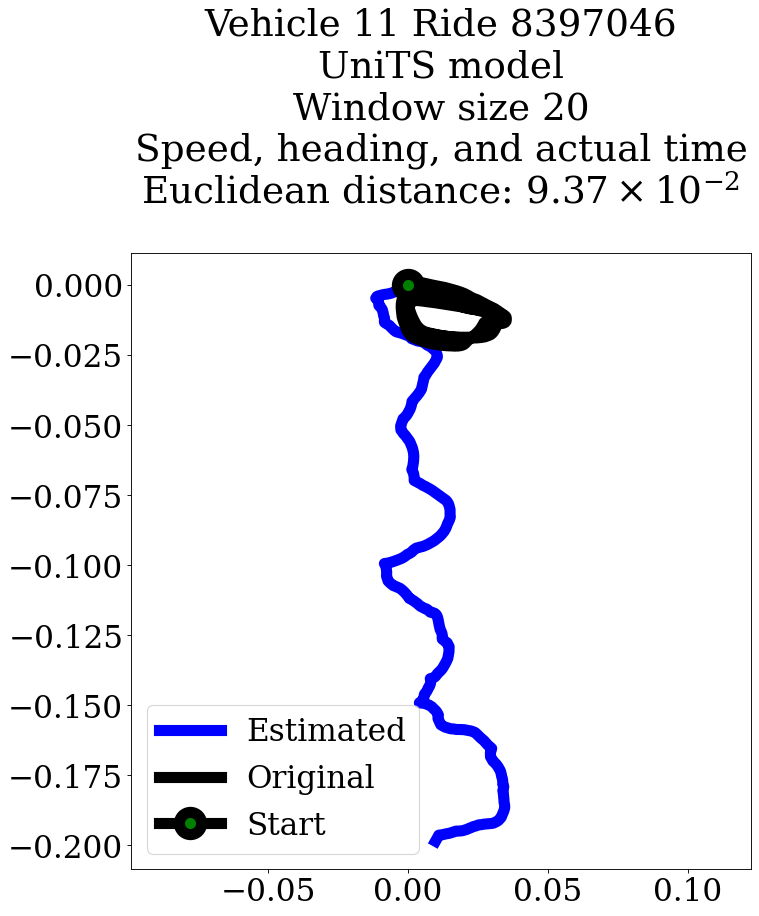 Vehicle 11 Ride 8397046
UniTS model
Window size 20
Speed, heading, and actual time
Euclidean distance: 9.37 × 10⁻²
0.000
−0.025
−0.050
−0.075
−0.100
−0.125
−0.150
−0.175
−0.200
Estimated
Original
Start
−0.05 0.00 0.05 0.10